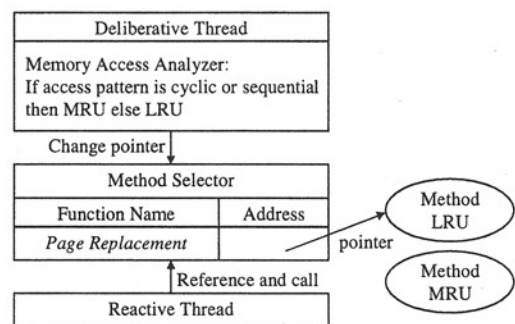 Deliberative Thread
Memory Access Analyzer:
If access pattern is cyclic or sequential
then MRU else LRU
Change pointer
Method Selector
Function Name
Address
Page Replacement
pointer
Method
LRU
Method
MRU
Reference and call
Reactive Thread